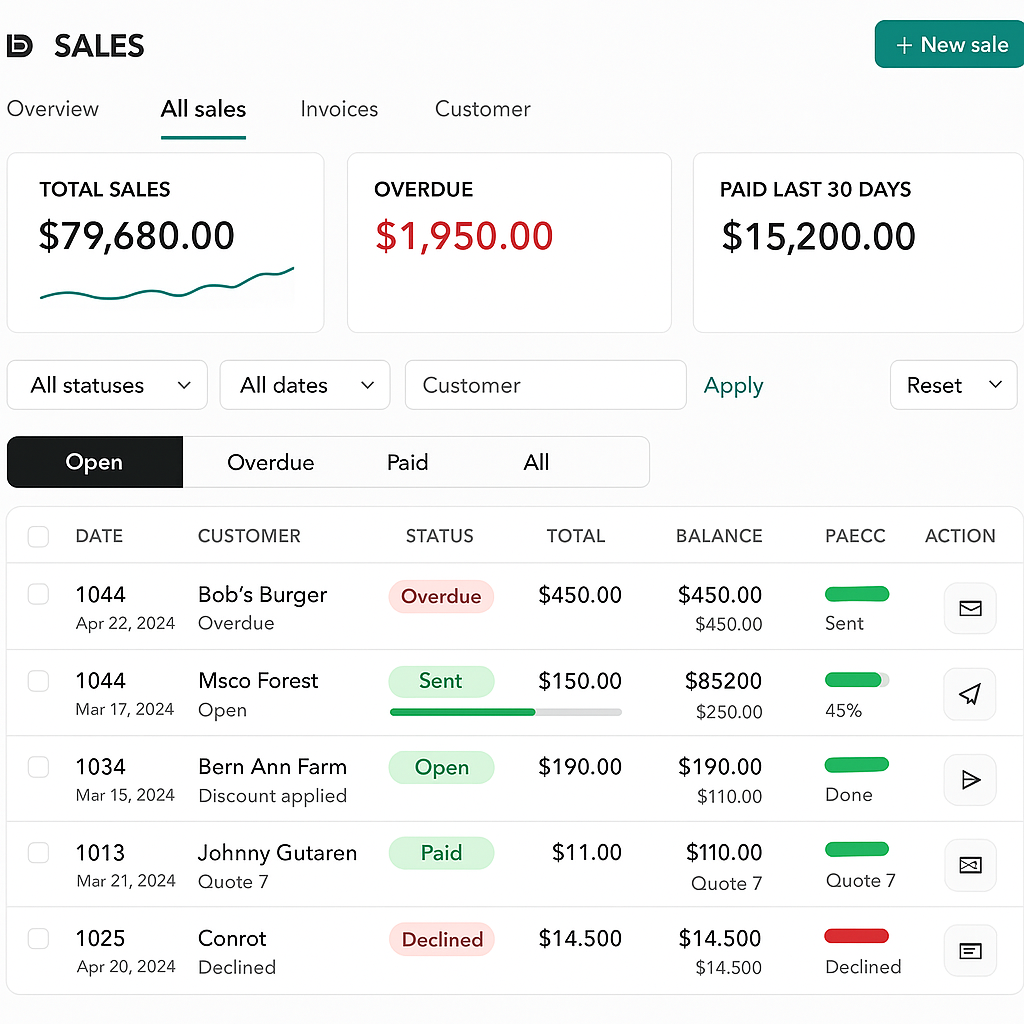 SALES
+ New sale
Overview All sales Invoices Customer
TOTAL SALES OVERDUE PAID LAST 30 DAYS
$79,680.00 $1,950.00 $15,200.00
All statuses All dates Customer Apply Reset
Open Overdue Paid All
DATE CUSTOMER STATUS TOTAL BALANCE PAECC ACTION
1044 Bob’s Burger Overdue $450.00 $450.00
Apr 22, 2024 Overdue $450.00 Sent
1044 Msco Forest Sent $150.00 $85200
Mar 17, 2024 Open $250.00 45%
1034 Bern Ann Farm Open $190.00 $190.00
Mar 15, 2024 Discount applied $110.00 Done
1013 Johnny Gutaren Paid $11.00 $110.00
Mar 21, 2024 Quote 7 Quote 7 Quote 7
1025 Conrot Declined $14.500 $14.500
Apr 20, 2024 Declined $14.500 Declined